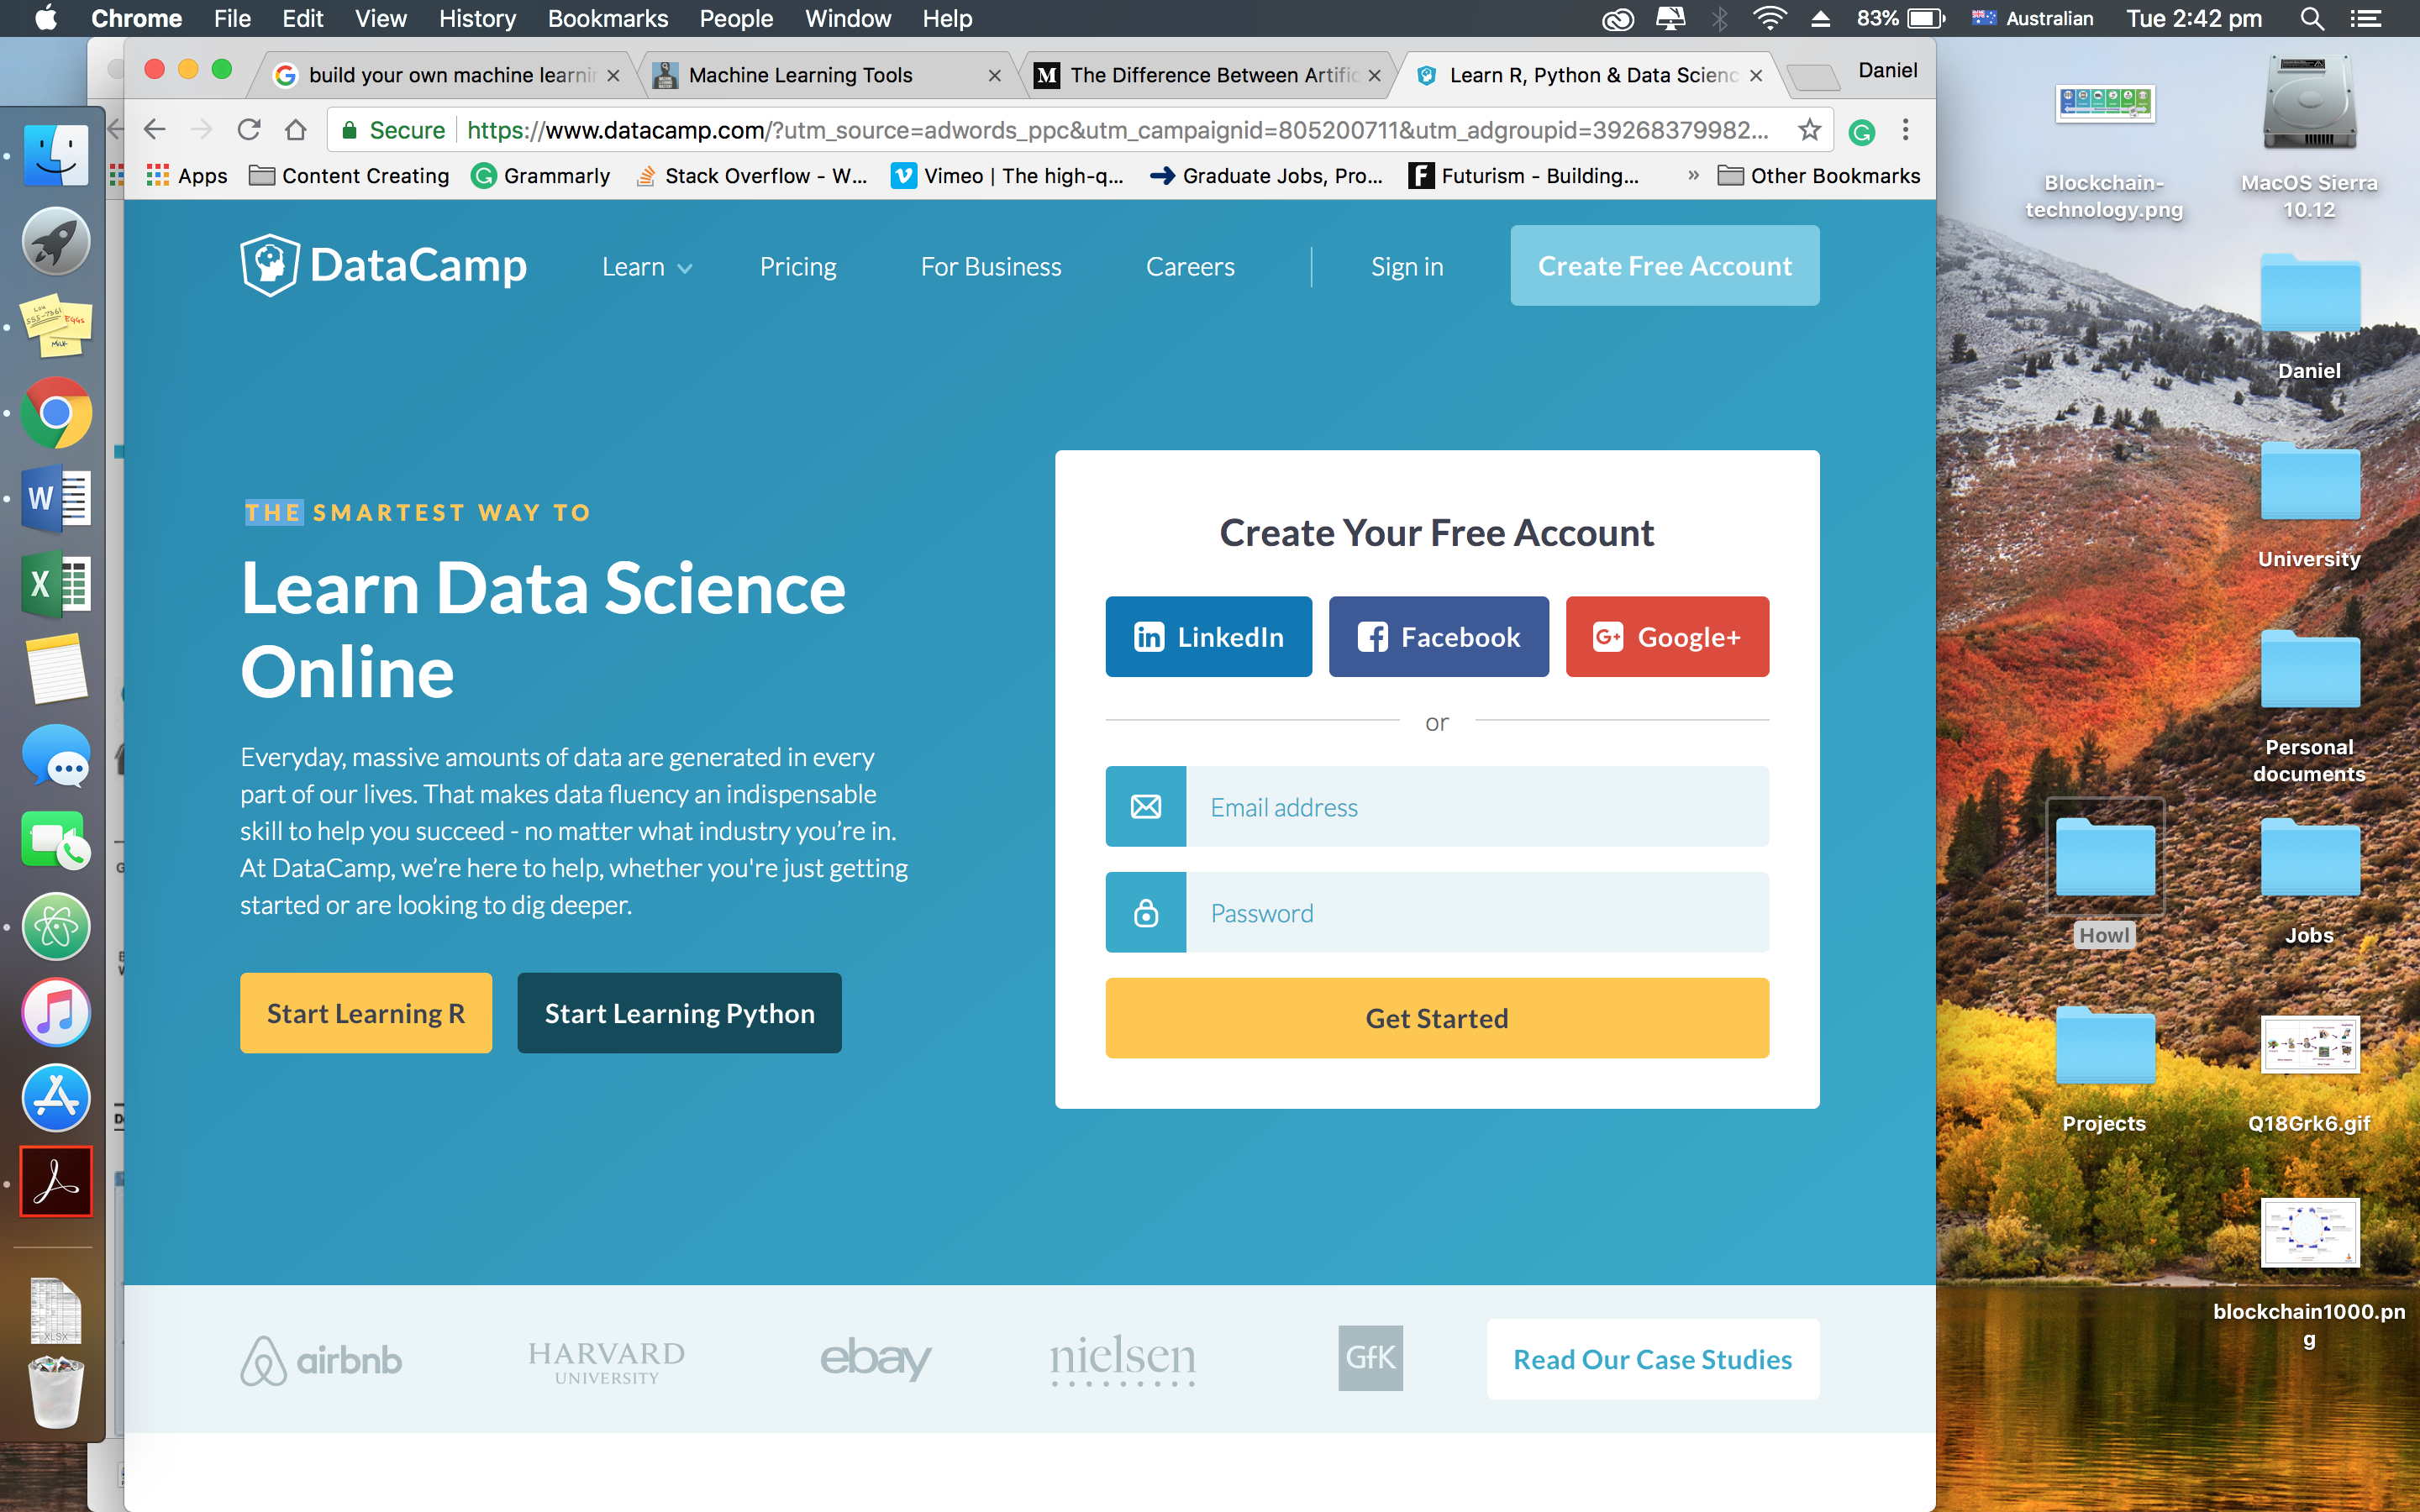 Chrome File Edit View History Bookmarks People Window Help
83% Australian Tue 2:42 pm
build your own machine learnin
Machine Learning Tools
The Difference Between Artific
Learn R, Python & Data Scienc
Daniel
Secure https://www.datacamp.com/?utm_source=adwords_ppc&utm_campaignid=805200711&utm_adgroupid=39268379982...
Apps Content Creating Grammarly Stack Overflow - W... Vimeo | The high-q... Graduate Jobs, Pro... Futurism - Building... » Other Bookmarks
DataCamp Learn Pricing For Business Careers Sign in Create Free Account
THE SMARTEST WAY TO
Learn Data Science
Online
Everyday, massive amounts of data are generated in every
part of our lives. That makes data fluency an indispensable
skill to help you succeed - no matter what industry you’re in.
At DataCamp, we’re here to help, whether you're just getting
started or are looking to dig deeper.
Start Learning R Start Learning Python
Create Your Free Account
LinkedIn Facebook Google+
or
Email address
Password
Get Started
airbnb
HARVARD
UNIVERSITY
ebay
nielsen
GfK
Read Our Case Studies
Blockchain-
technology.png
MacOS Sierra
10.12
Daniel
University
Personal
documents
Howl
Jobs
Projects
Q18Grk6.gif
blockchain1000.pn
g
XLSX